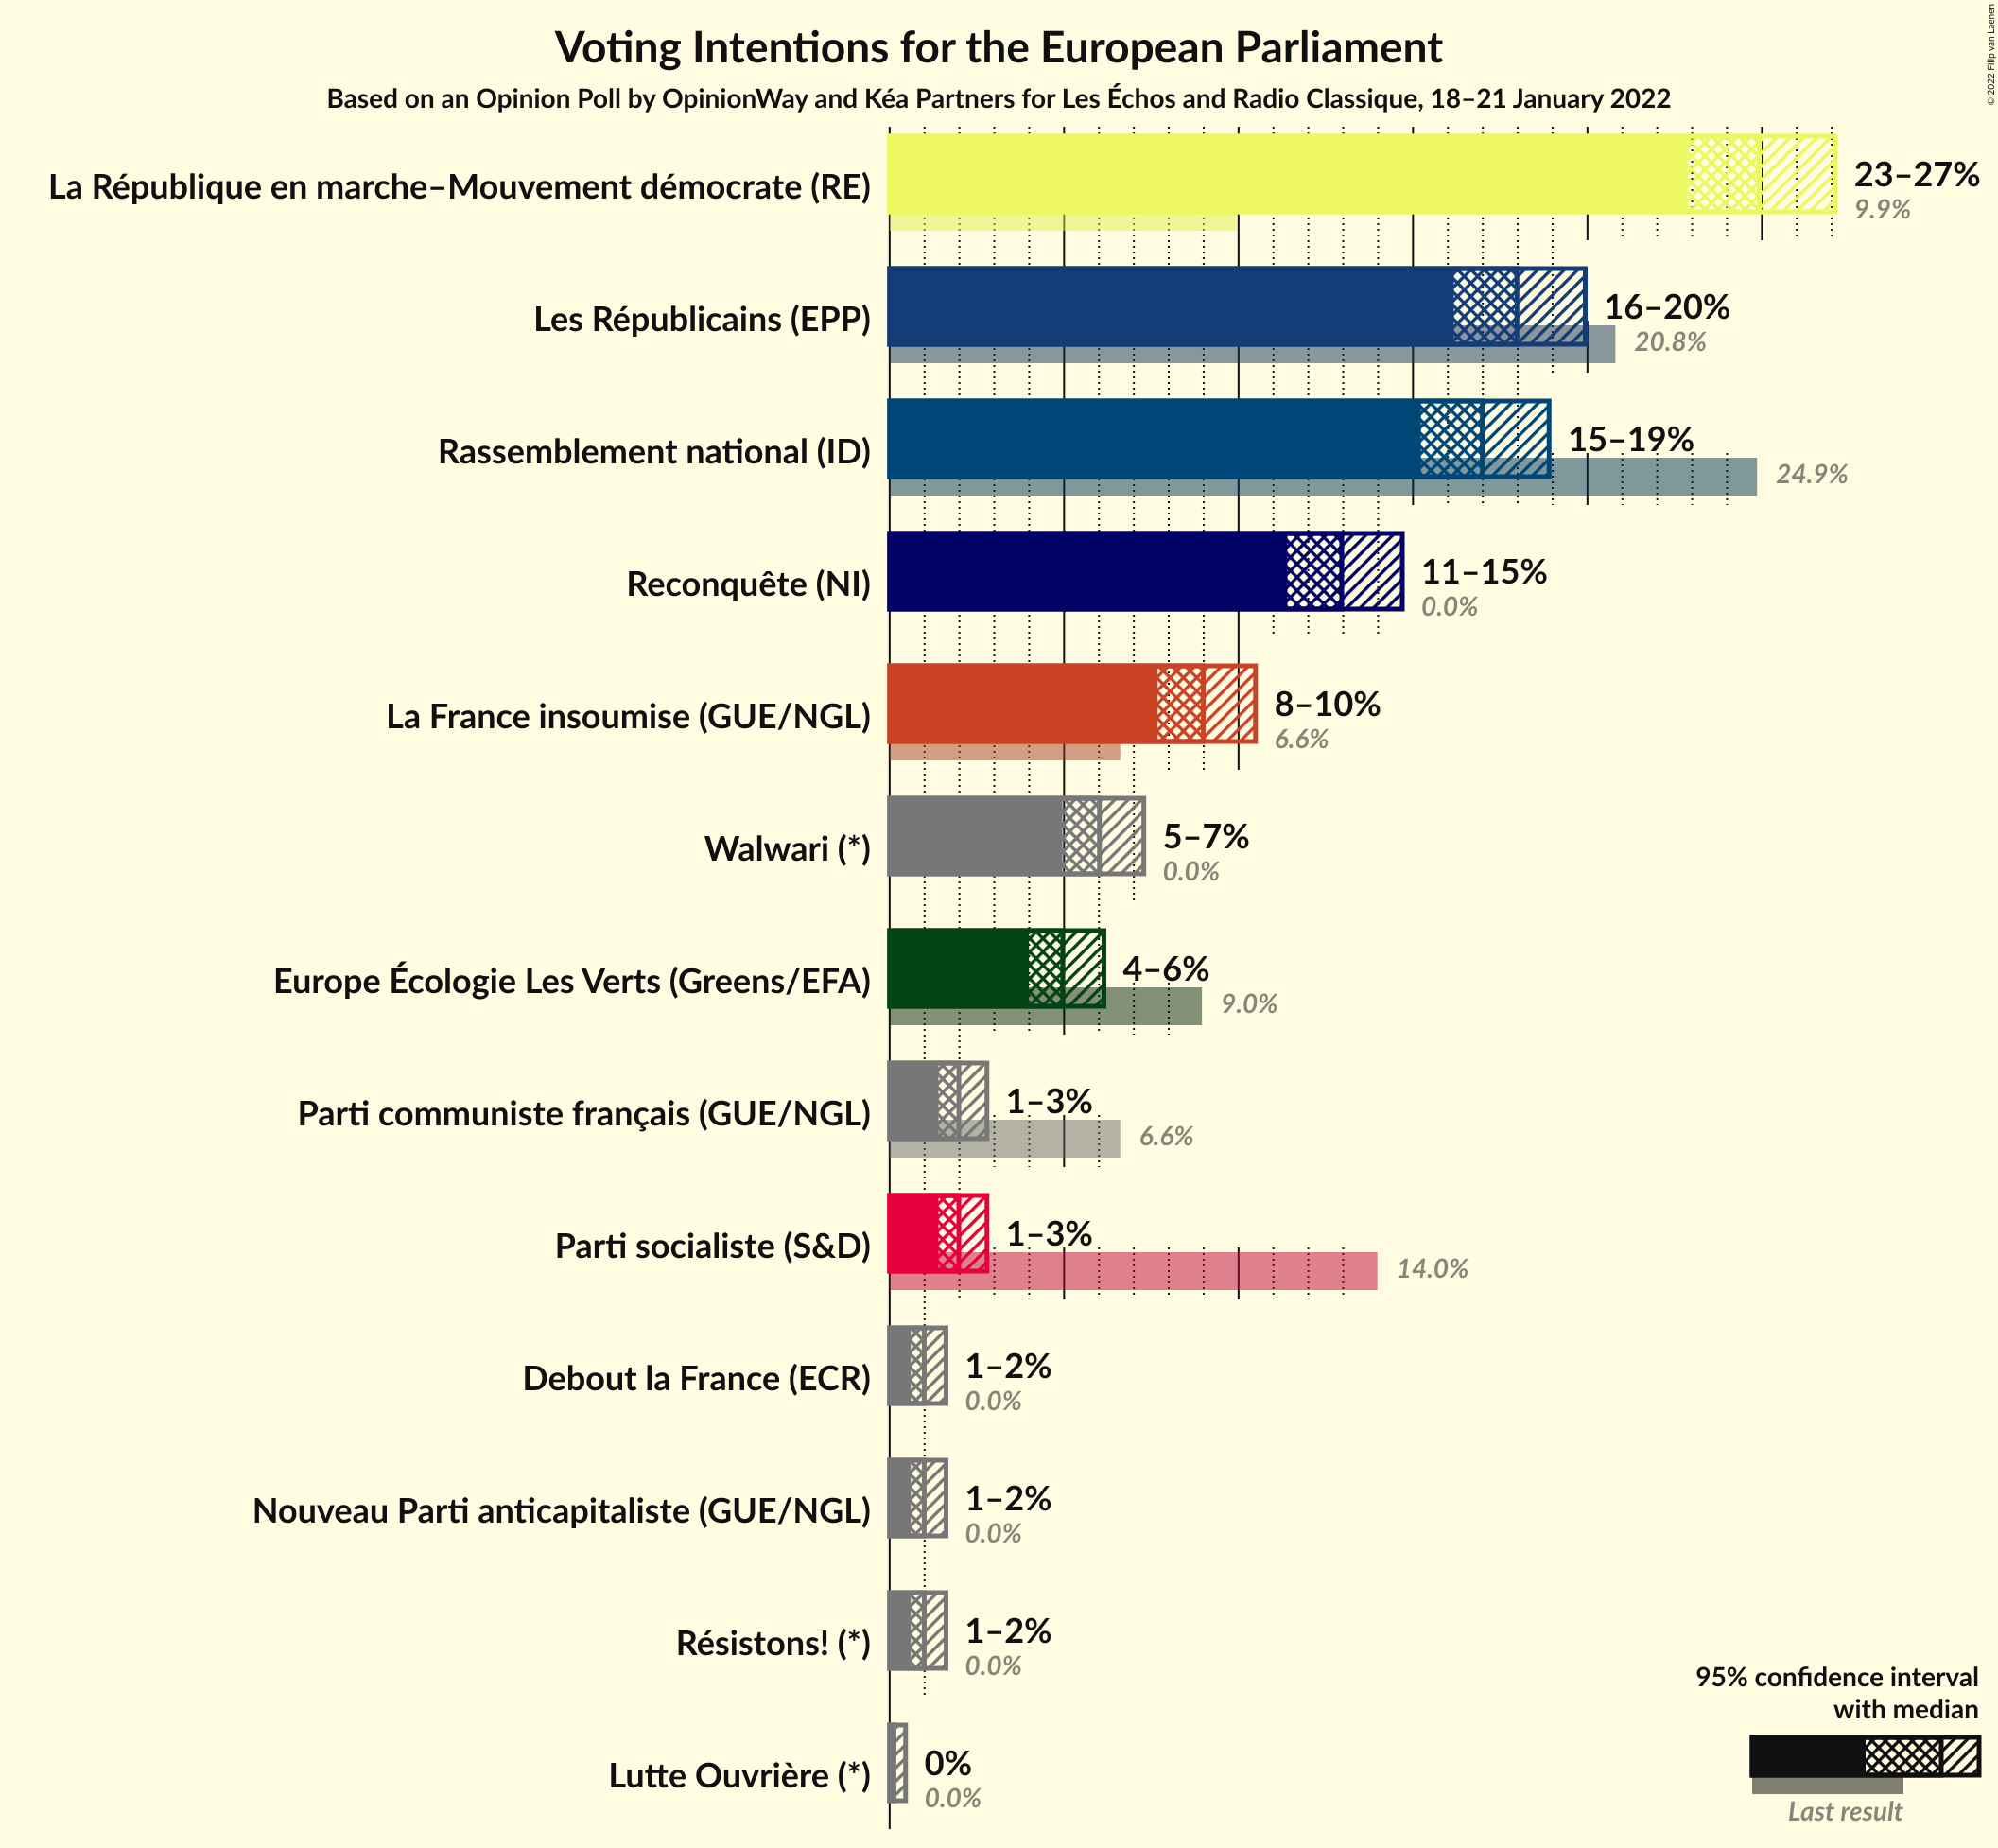 Voting Intentions for the European Parliament
Based on an Opinion Poll by OpinionWay and Kéa Partners for Les Échos and Radio Classique, 18–21 January 2022
© 2022 Filip van Laenen
La République en marche–Mouvement démocrate (RE)
23–27%
9.9%
Les Républicains (EPP)
16–20%
20.8%
Rassemblement national (ID)
15–19%
24.9%
Reconquête (NI)
11–15%
0.0%
La France insoumise (GUE/NGL)
8–10%
6.6%
Walwari (*)
5–7%
0.0%
Europe Écologie Les Verts (Greens/EFA)
4–6%
9.0%
Parti communiste français (GUE/NGL)
1–3%
6.6%
Parti socialiste (S&D)
1–3%
14.0%
Debout la France (ECR)
1–2%
0.0%
Nouveau Parti anticapitaliste (GUE/NGL)
1–2%
0.0%
Résistons! (*)
1–2%
0.0%
Lutte Ouvrière (*)
0%
0.0%
95% confidence interval
with median
Last result